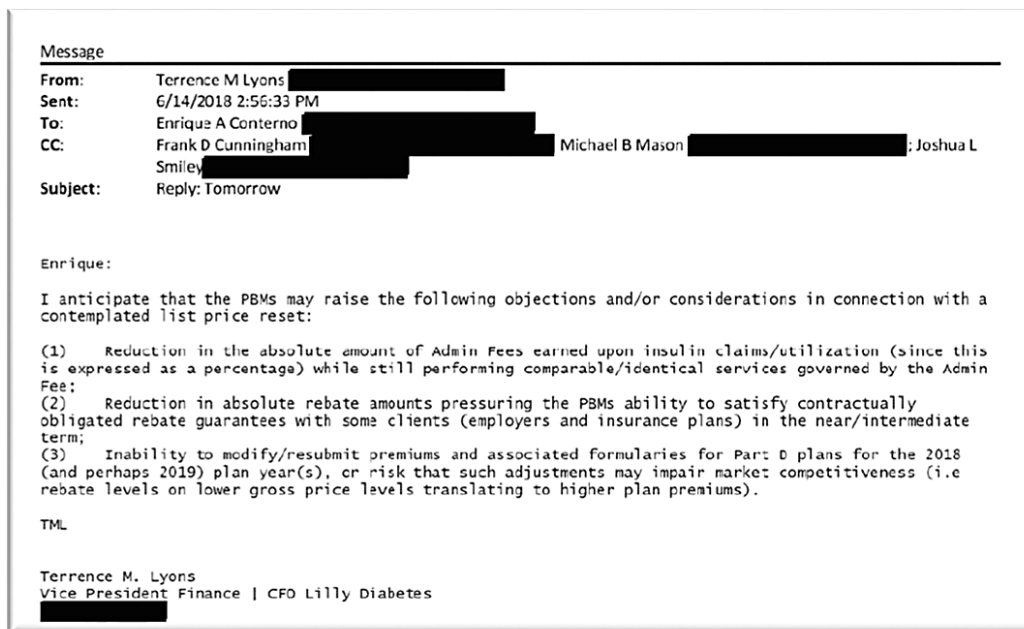 Message
From: Terrence M Lyons
Sent: 6/14/2018 2:56:33 PM
To: Enrique A Conterno
CC: Frank D Cunningham Michael B Mason ; Joshua L
Smiley
Subject: Reply: Tomorrow
Enrique:
I anticipate that the PBMs may raise the following objections and/or considerations in connection with a
contemplated list price reset:
(1) Reduction in the absolute amount of Admin Fees earned upon insulin claims/utilization (since this
is expressed as a percentage) while still performing comparable/identical services governed by the Admin
Fee;
(2) Reduction in absolute rebate amounts pressuring the PBMs ability to satisfy contractually
obligated rebate guarantees with some clients (employers and insurance plans) in the near/intermediate
term;
(3) Inability to modify/resubmit premiums and associated formularies for Part D plans for the 2018
(and perhaps 2019) plan year(s), or risk that such adjustments may impair market competitiveness (i.e
rebate levels on lower gross price levels translating to higher plan premiums).
TML
Terrence M. Lyons
Vice President Finance | CFO Lilly Diabetes